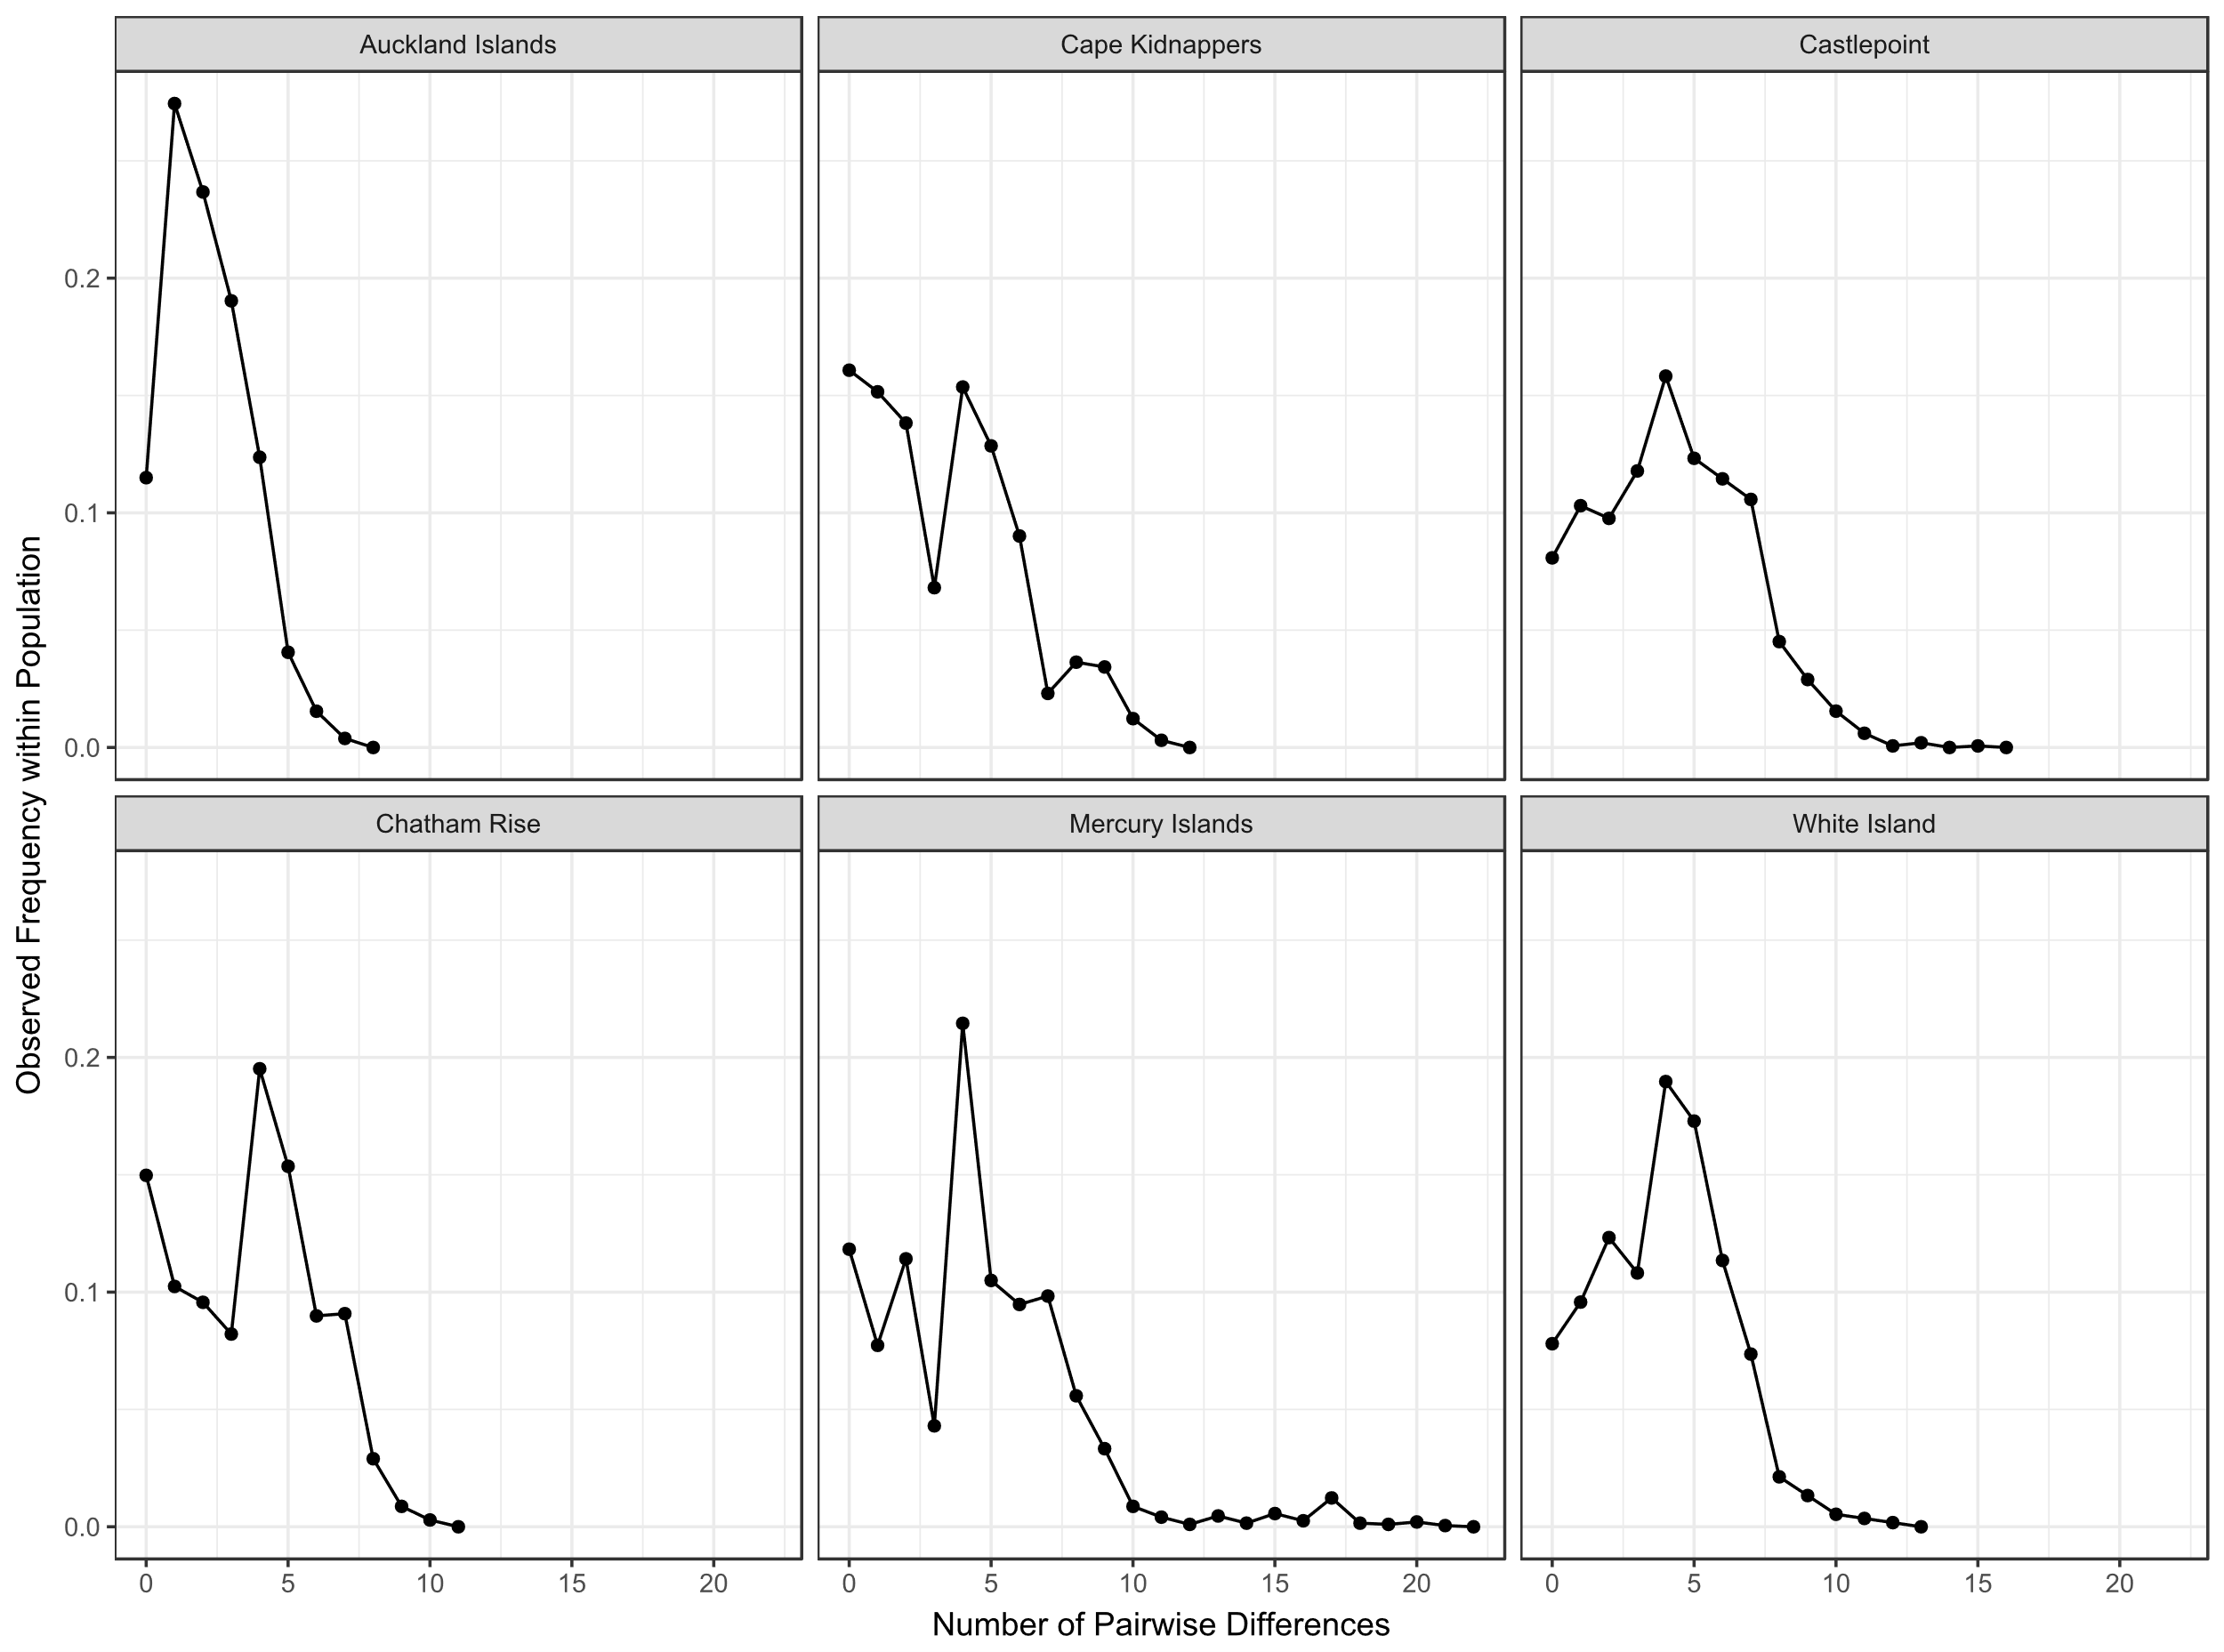 Auckland Islands
Cape Kidnappers
Castlepoint
0.2
0.1
0.0
Chatham Rise
Mercury Islands
White Island
0.2
0.1
0.0
0 5 10 15 20
0 5 10 15 20
0 5 10 15 20
Number of Pairwise Differences
Observed Frequency within Population